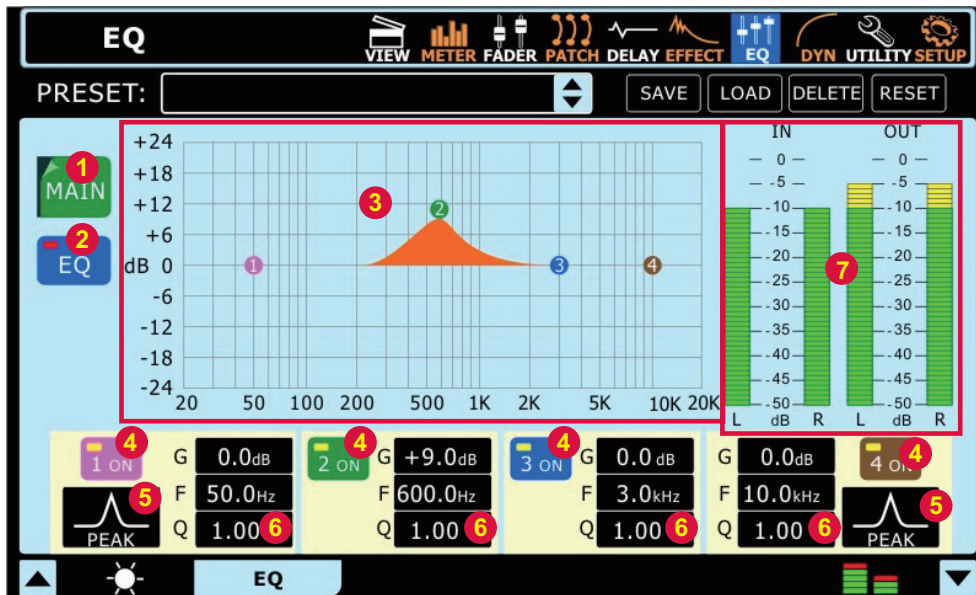 EQ
VIEW METER FADER PATCH DELAY EFFECT EQ DYN UTILITY SETUP
PRESET: SAVE LOAD DELETE RESET
1
MAIN
2
EQ
+24
+18
+12
+6
dB 0
-6
-12
-18
-24
20 50 100 200 500 1K 2K 5K 10K 20K
3
1 2 3 4
IN OUT
0 0
-5 -5
-10 -10
-15 -15
-20 -20
-25 -25
-30 -30
-35 -35
-40 -40
-45 -45
-50 -50
L dB R L dB R
7
4
1 ON
5
PEAK
G 0.0dB
F 50.0Hz
Q 1.00 6
4
2 ON
G +9.0dB
F 600.0Hz
Q 1.00 6
4
3 ON
G 0.0 dB
F 3.0kHz
Q 1.00 6
G 0.0dB
F 10.0kHz
Q 1.00 6
4
4 ON
5
PEAK
EQ